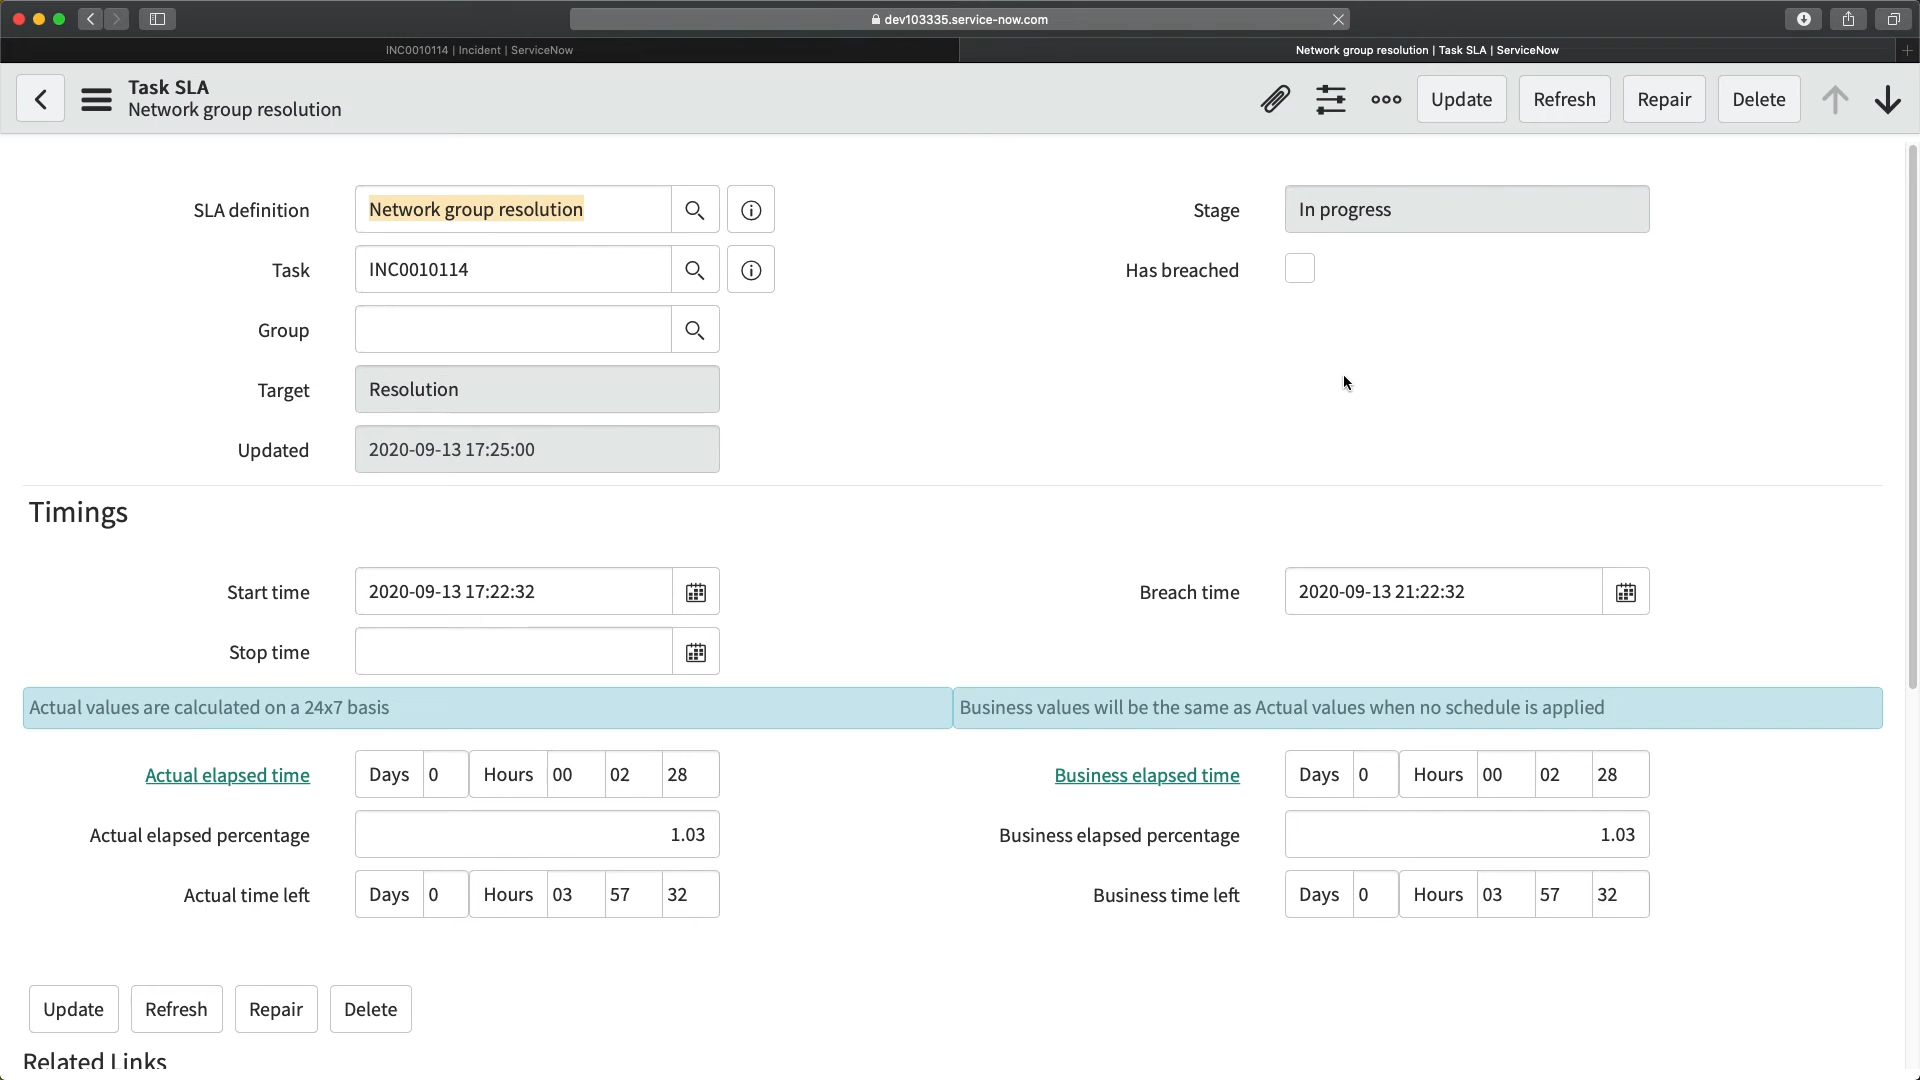 dev103335.service-now.com
INC0010114 | Incident | ServiceNow
Network group resolution | Task SLA | ServiceNow
Task SLA
Network group resolution
Update Refresh Repair Delete
SLA definition Network group resolution Stage In progress
Task INC0010114 Has breached
Group
Target Resolution
Updated 2020-09-13 17:25:00
Timings
Start time 2020-09-13 17:22:32 Breach time 2020-09-13 21:22:32
Stop time
Actual values are calculated on a 24x7 basis Business values will be the same as Actual values when no schedule is applied
Actual elapsed time Days 0 Hours 00 02 28 Business elapsed time Days 0 Hours 00 02 28
Actual elapsed percentage 1.03 Business elapsed percentage 1.03
Actual time left Days 0 Hours 03 57 32 Business time left Days 0 Hours 03 57 32
Update Refresh Repair Delete
Related Links